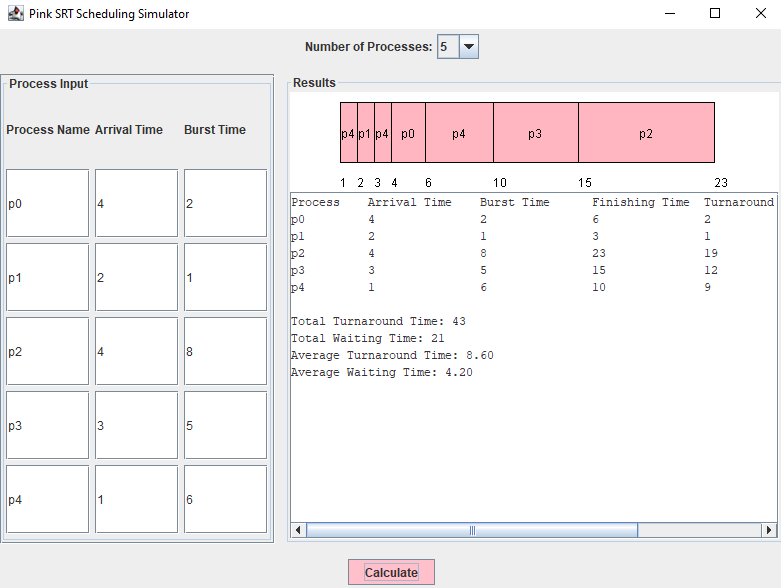 Pink SRT Scheduling Simulator
Number of Processes: 5
Process Input
Process Name Arrival Time Burst Time
p0 4 2
p1 2 1
p2 4 8
p3 3 5
p4 1 6
Results
p4 p1 p4 p0 p4 p3 p2
1 2 3 4 6 10 15 23
Process Arrival Time Burst Time Finishing Time Turnaround
p0 4 2 6 2
p1 2 1 3 1
p2 4 8 23 19
p3 3 5 15 12
p4 1 6 10 9
Total Turnaround Time: 43
Total Waiting Time: 21
Average Turnaround Time: 8.60
Average Waiting Time: 4.20
Calculate